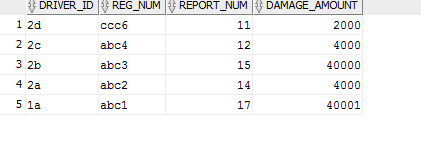 DRIVER_ID REG_NUM REPORT_NUM DAMAGE_AMOUNT
1 2d ccc6 11 2000
2 2c abc4 12 4000
3 2b abc3 15 40000
4 2a abc2 14 4000
5 1a abc1 17 40001